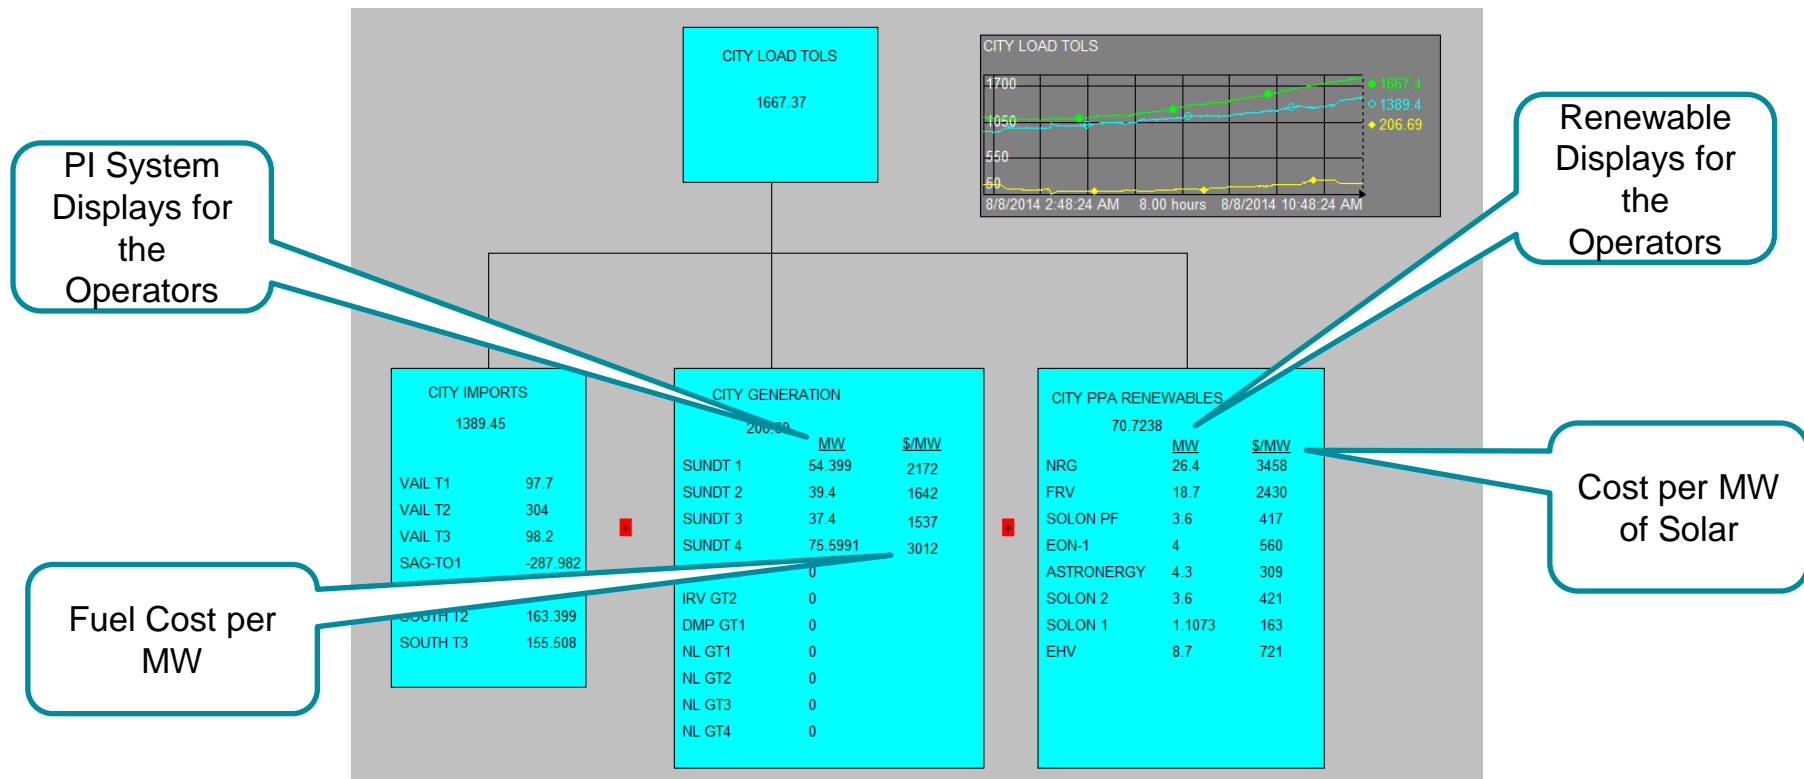 CITY LOAD TOLS
1667.37
CITY LOAD TOLS
1700
1050
550
60
1667.4
1389.4
206.69
8/8/2014 2:48:24 AM 8.00 hours 8/8/2014 10:48:24 AM
PI System
Displays for
the
Operators
Renewable
Displays for
the
Operators
CITY IMPORTS
1389.45
VAIL T1 97.7
VAIL T2 304
VAIL T3 98.2
SAG-TO1 -287.982
SOUTH T2 163.399
SOUTH T3 155.508
+
CITY GENERATION
206.69
MW $/MW
SUNDT 1 54.399 2172
SUNDT 2 39.4 1642
SUNDT 3 37.4 1537
SUNDT 4 75.5991 3012
0
IRV GT2 0
DMP GT1 0
NL GT1 0
NL GT2 0
NL GT3 0
NL GT4 0
+
CITY PPA RENEWABLES
70.7238
MW $/MW
NRG 26.4 3458
FRV 18.7 2430
SOLON PF 3.6 417
EON-1 4 560
ASTRONERGY 4.3 309
SOLON 2 3.6 421
SOLON 1 1.1073 163
EHV 8.7 721
Fuel Cost per
MW
Cost per MW
of Solar